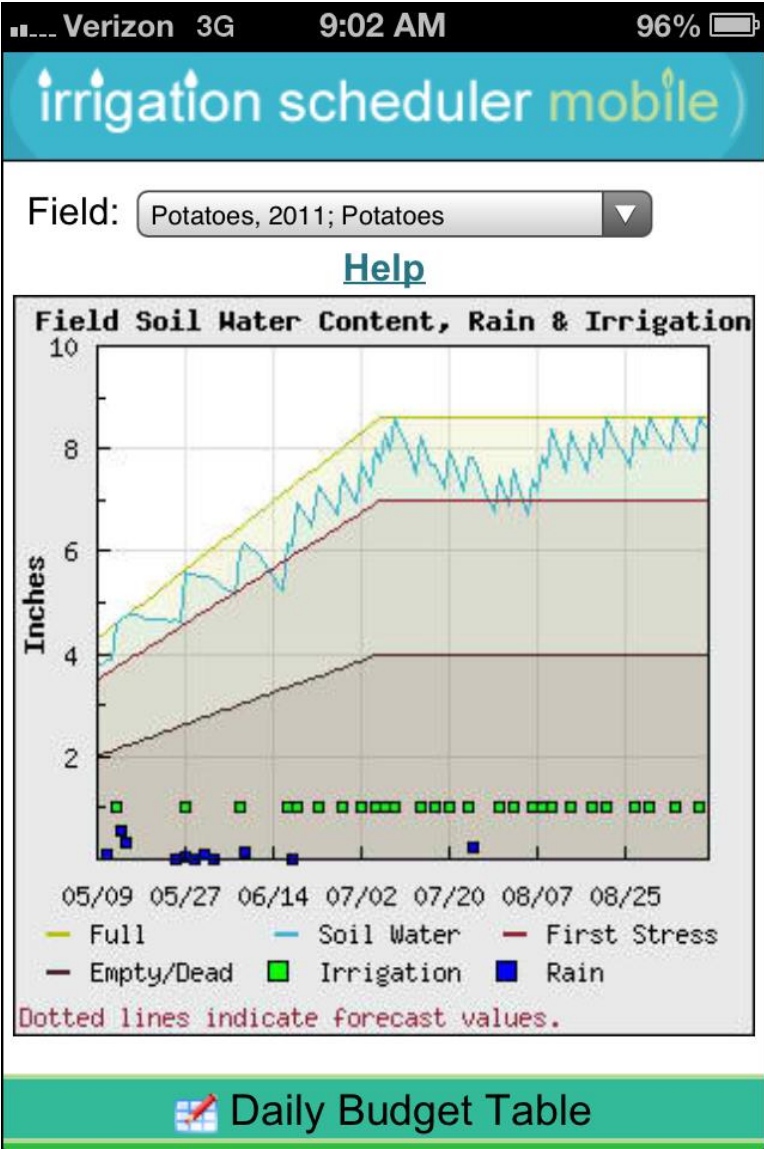 Verizon 3G 9:02 AM 96%
irrigation scheduler mobile
Field: Potatoes, 2011; Potatoes
Help
Field Soil Water Content, Rain & Irrigation
10
8
6
4
2
Inches
05/09 05/27 06/14 07/02 07/20 08/07 08/25
Full Soil Water First Stress
Empty/Dead Irrigation Rain
Dotted lines indicate forecast values.
Daily Budget Table